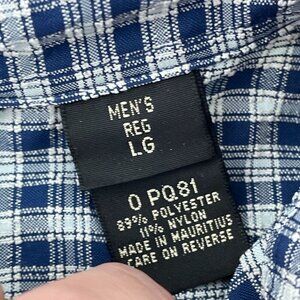 MEN'S
REG
LG
0 PQ81
89% POLYESTER
11% NYLON
MADE IN MAURITIUS
CARE ON REVERSE